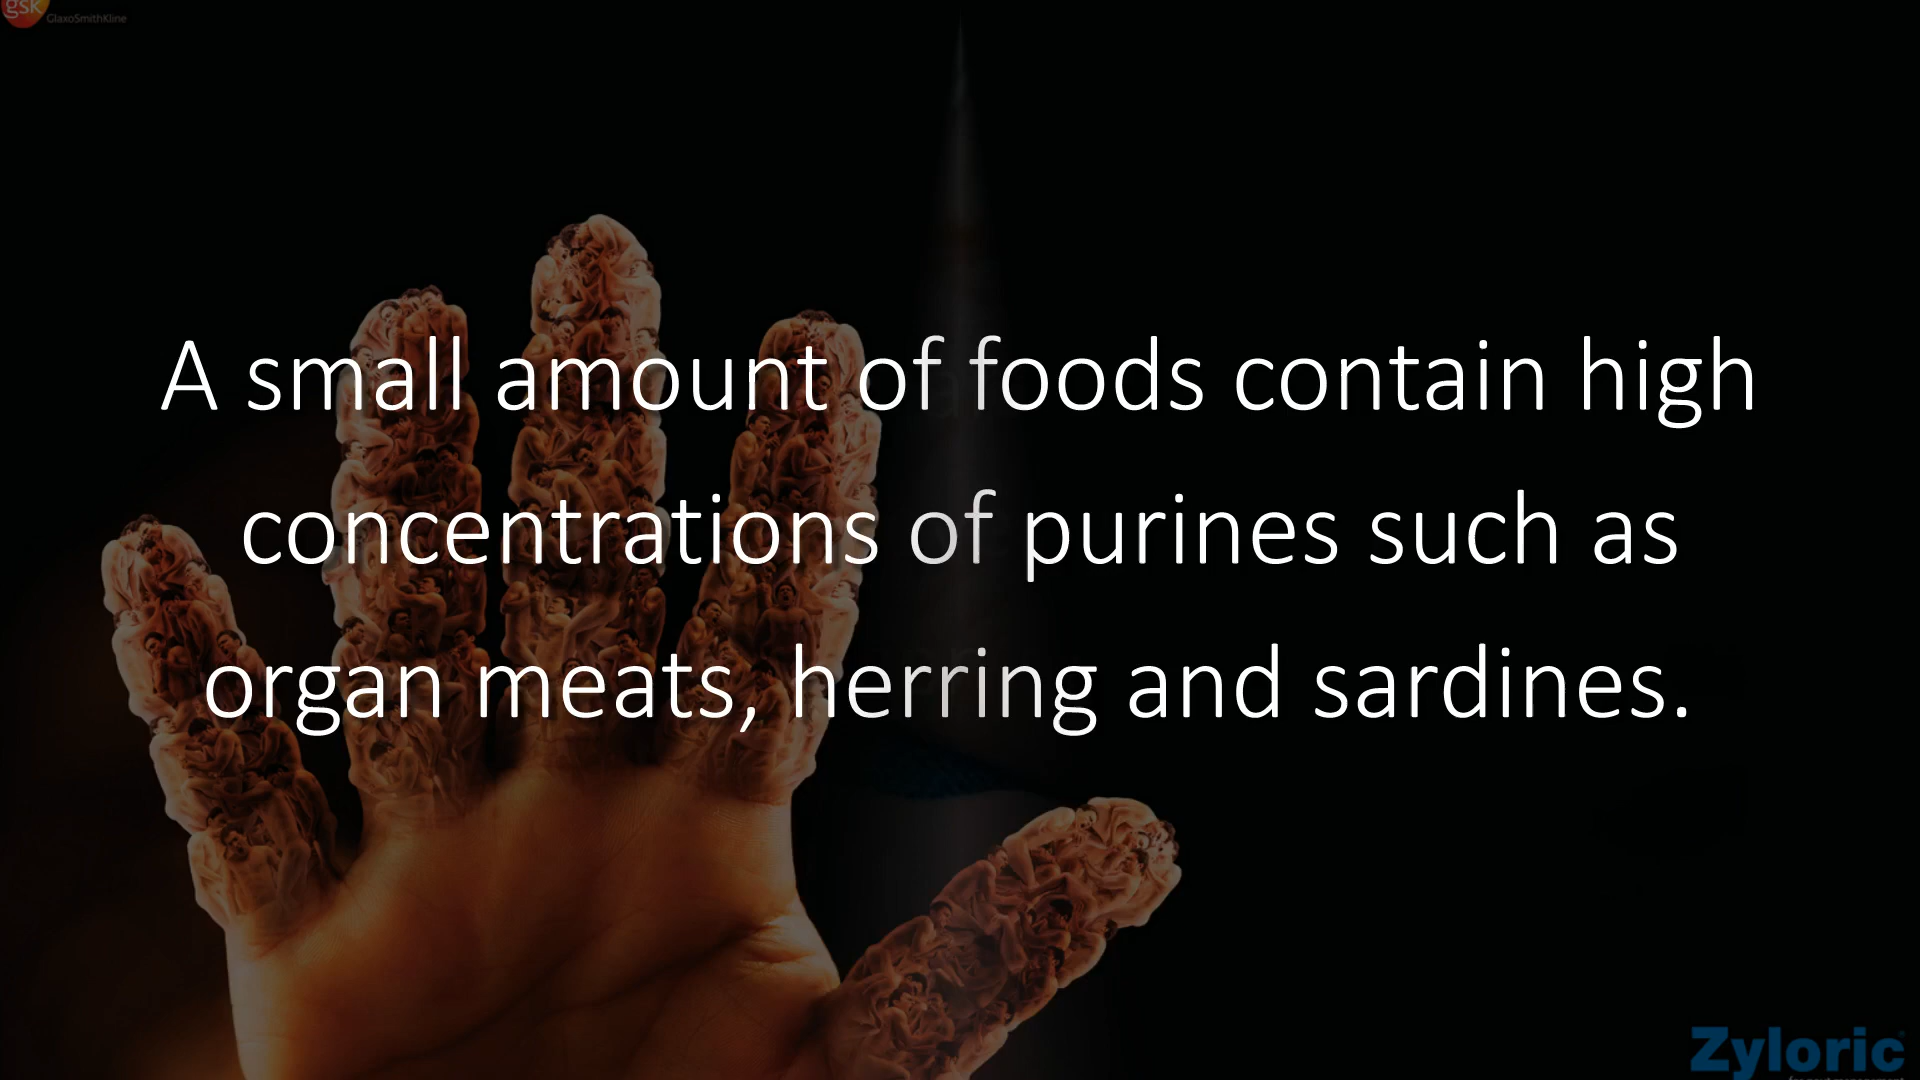 gsk
GlaxoSmithKline
A small amount of foods contain high
concentrations of purines such as
organ meats, herring and sardines.
Zyloric